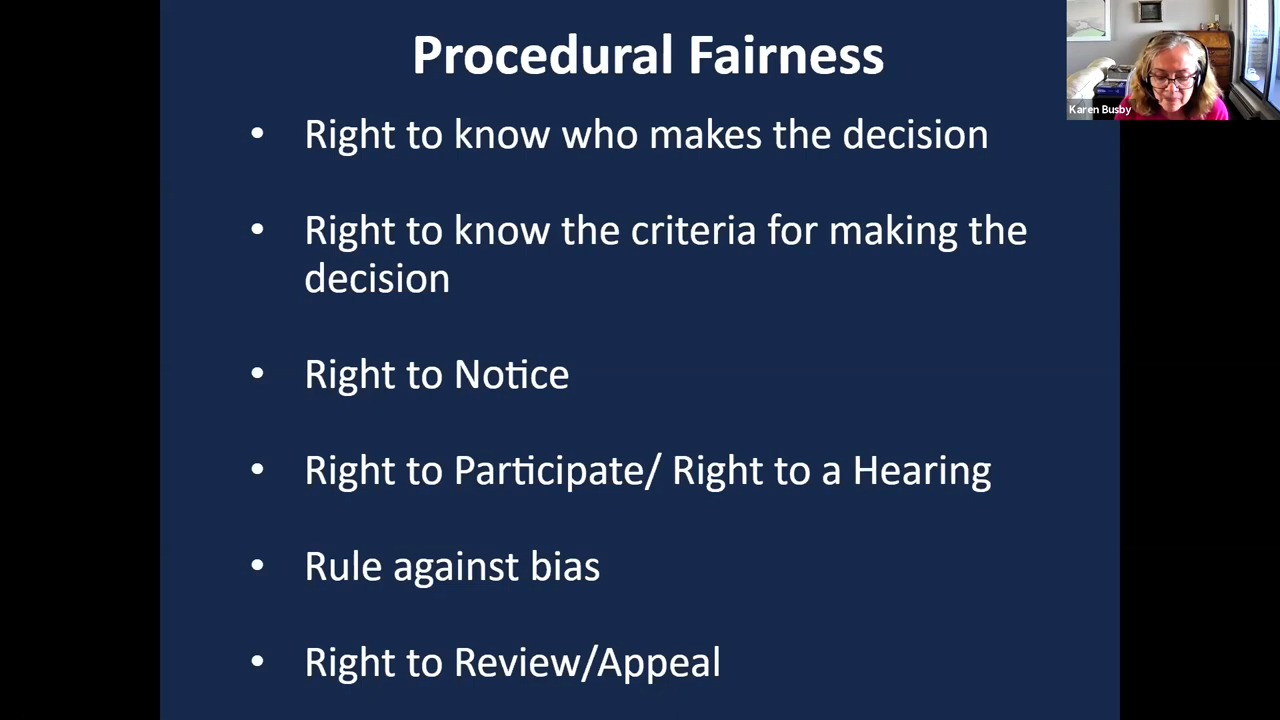 Procedural Fairness
Karen Busby
• Right to know who makes the decision
• Right to know the criteria for making the
decision
• Right to Notice
• Right to Participate/ Right to a Hearing
• Rule against bias
• Right to Review/Appeal